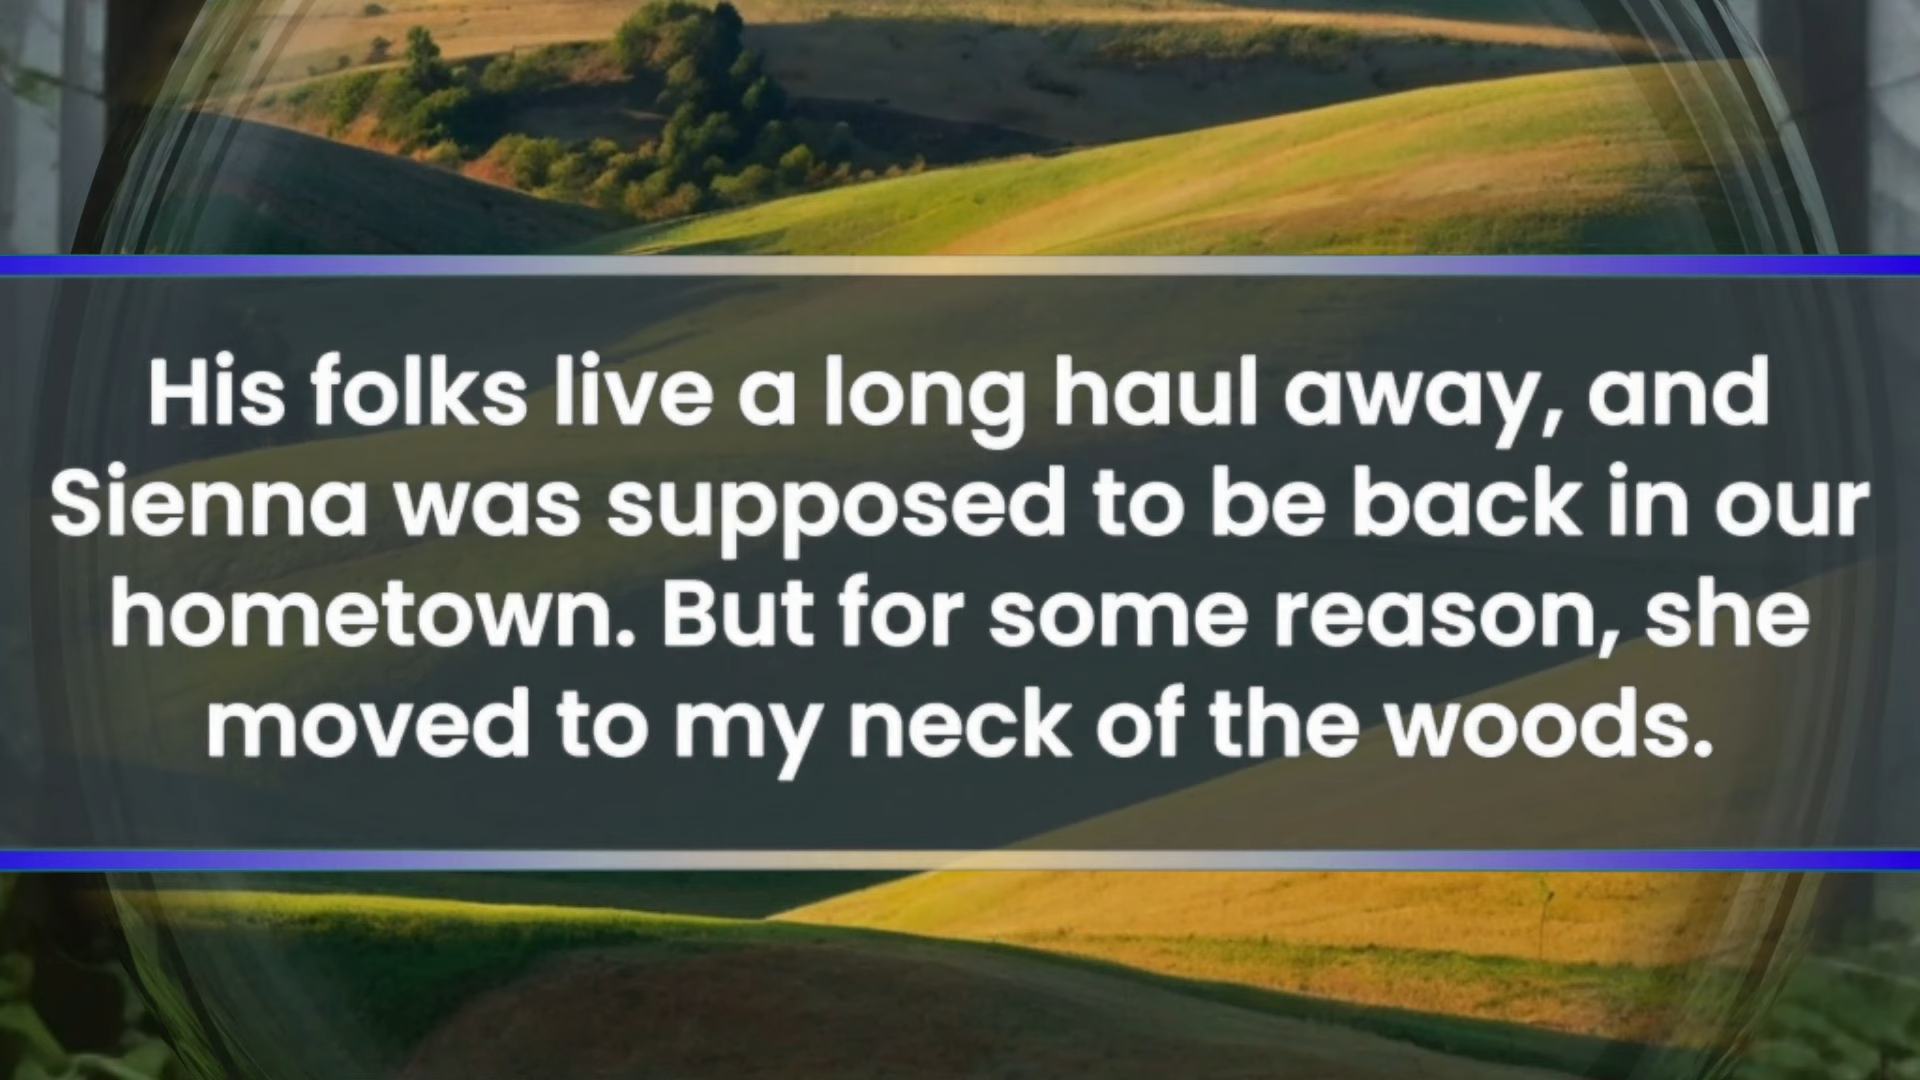 His folks live a long haul away, and
Sienna was supposed to be back in our
hometown. But for some reason, she
moved to my neck of the woods.